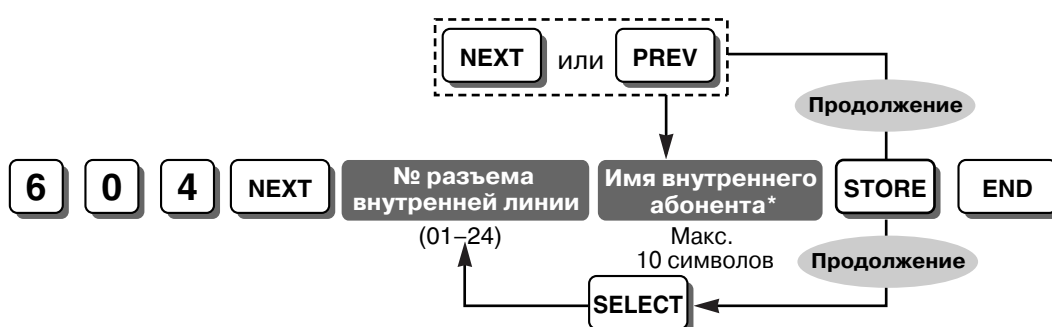 NEXT или PREV
Продолжение
6 0 4 NEXT № разъема внутренней линии Имя внутреннего абонента* STORE END
(01–24)
Макс.
10 символов
Продолжение
SELECT